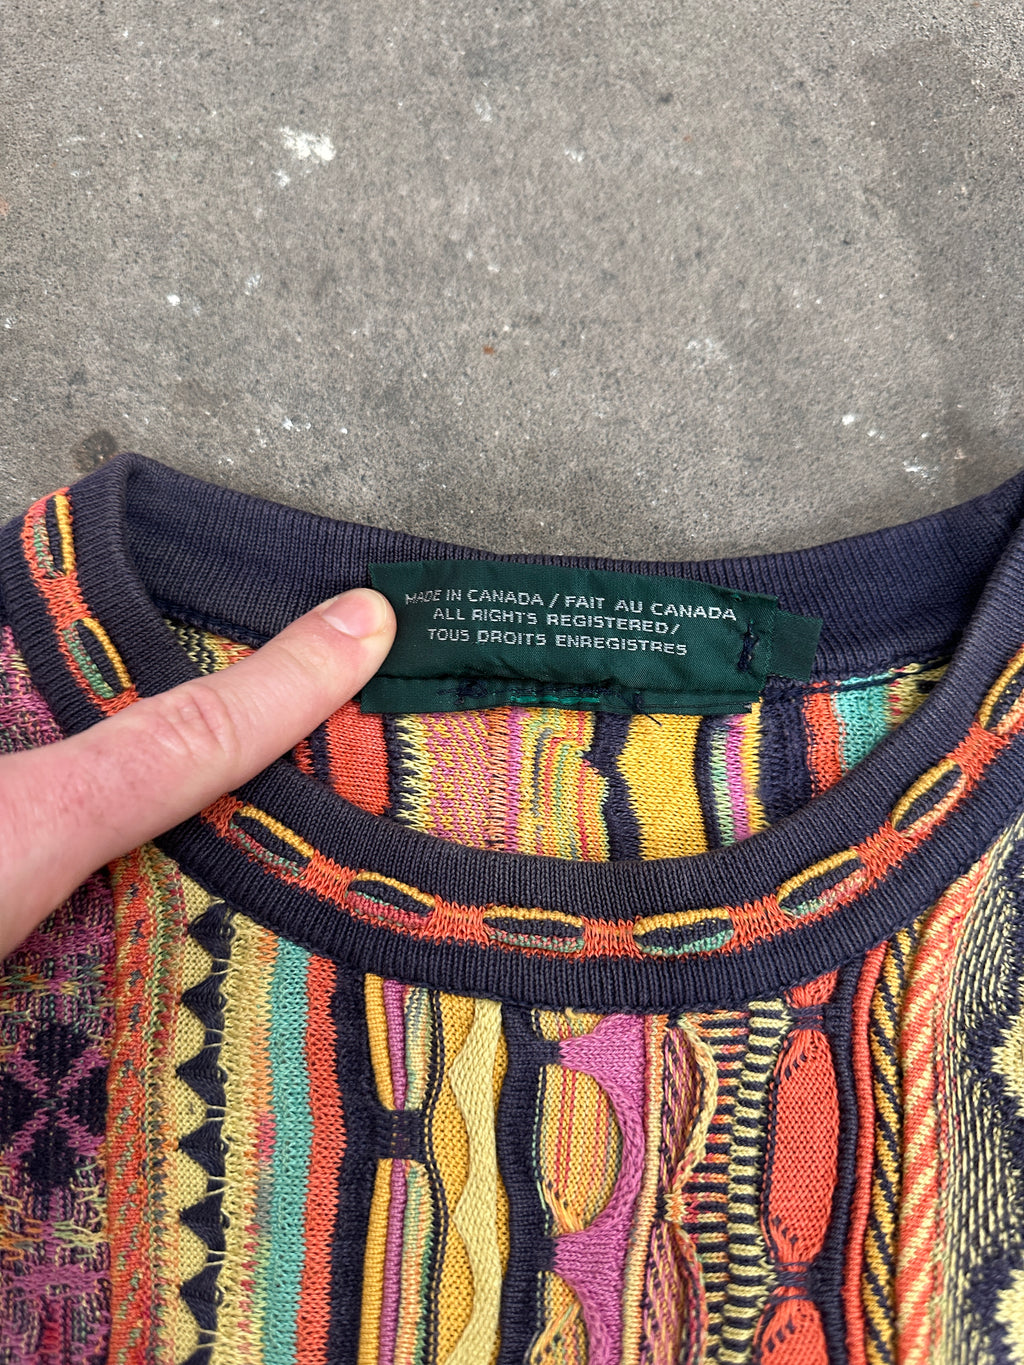 MADE IN CANADA / FAIT AU CANADA
ALL RIGHTS REGISTERED/
TOUS DROITS ENREGISTRES